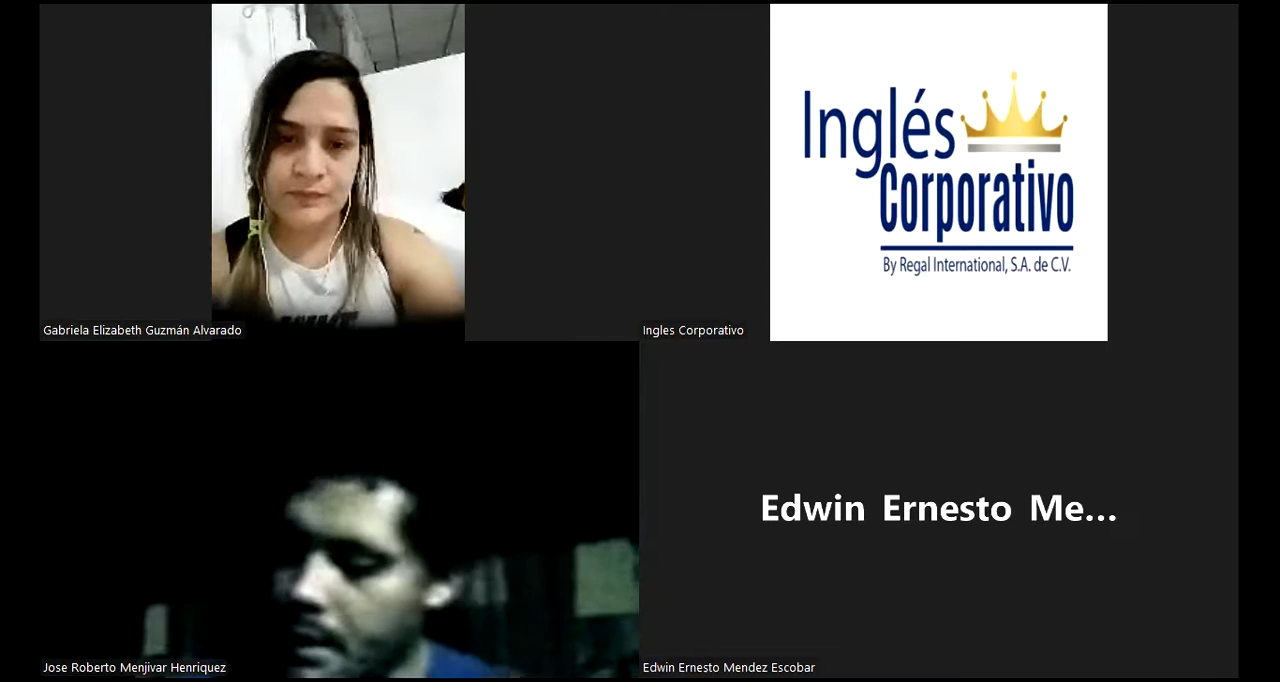 Inglés
Corporativo
By Regal International, S.A. de C.V.
Gabriela Elizabeth Guzmán Alvarado
Ingles Corporativo
Edwin Ernesto Me...
Jose Roberto Menjivar Henriquez
Edwin Ernesto Mendez Escobar